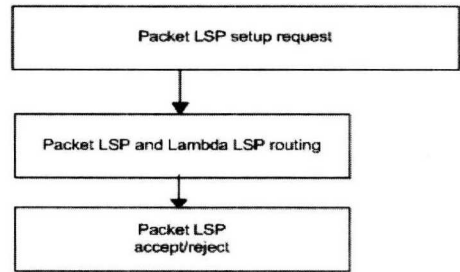 Packet LSP setup request
Packet LSP and Lambda LSP routing
Packet LSP
accept/reject